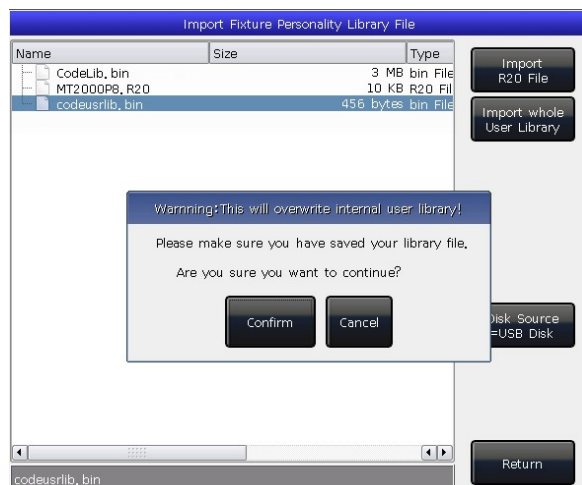 Import Fixture Personality Library File
Name Size Type
CodeLib.bin 3 MB bin File
MT2000P8.R20 10 KB R20 Fil
codeusrlib.bin 456 bytes bin File
Import
R20 File
Import whole
User Library
Warnning:This will overwrite internal user library!
Please make sure you have saved your library file.
Are you sure you want to continue?
Confirm Cancel
Disk Source
=USB Disk
codeusrlib.bin
Return